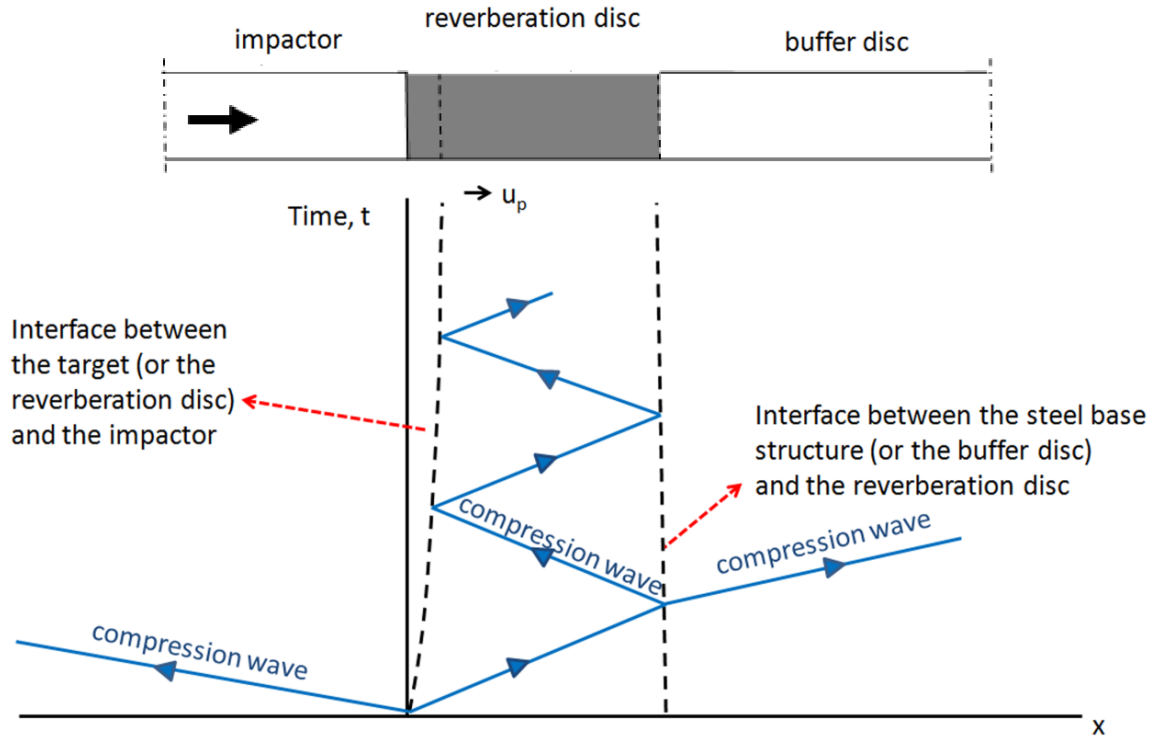 impactor
reverberation disc
buffer disc
u_p
Time, t
Interface between
the target (or the
reverberation disc)
and the impactor
Interface between the steel base
structure (or the buffer disc)
and the reverberation disc
compression wave
compression wave
compression wave
x